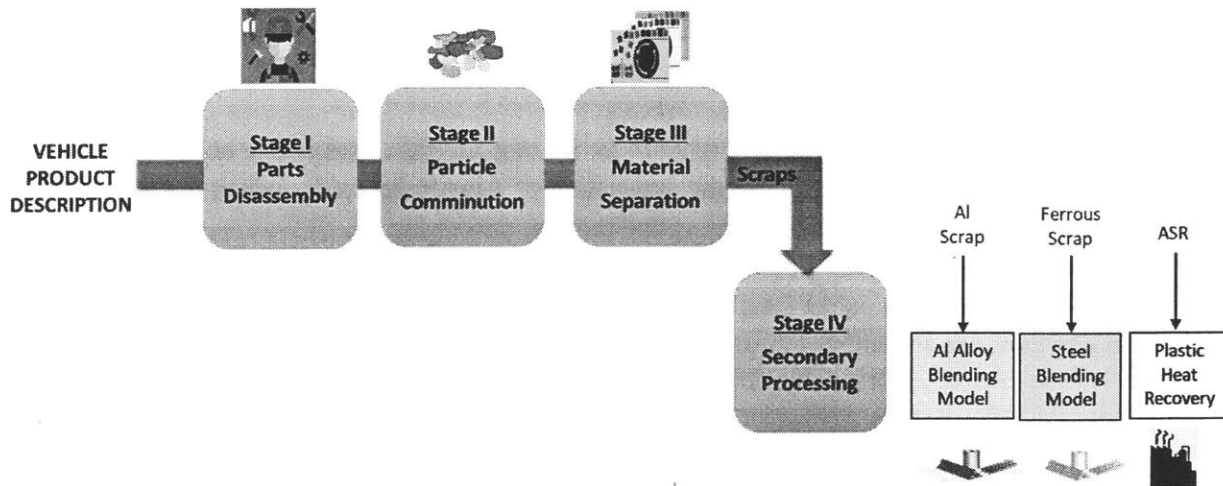 VEHICLE
PRODUCT
DESCRIPTION
Stage I
Parts
Disassembly
Stage II
Particle
Comminution
Stage III
Material
Separation
Scraps
Stage IV
Secondary
Processing
Al
Scrap
Ferrous
Scrap
ASR
Al Alloy
Blending
Model
Steel
Blending
Model
Plastic
Heat
Recovery